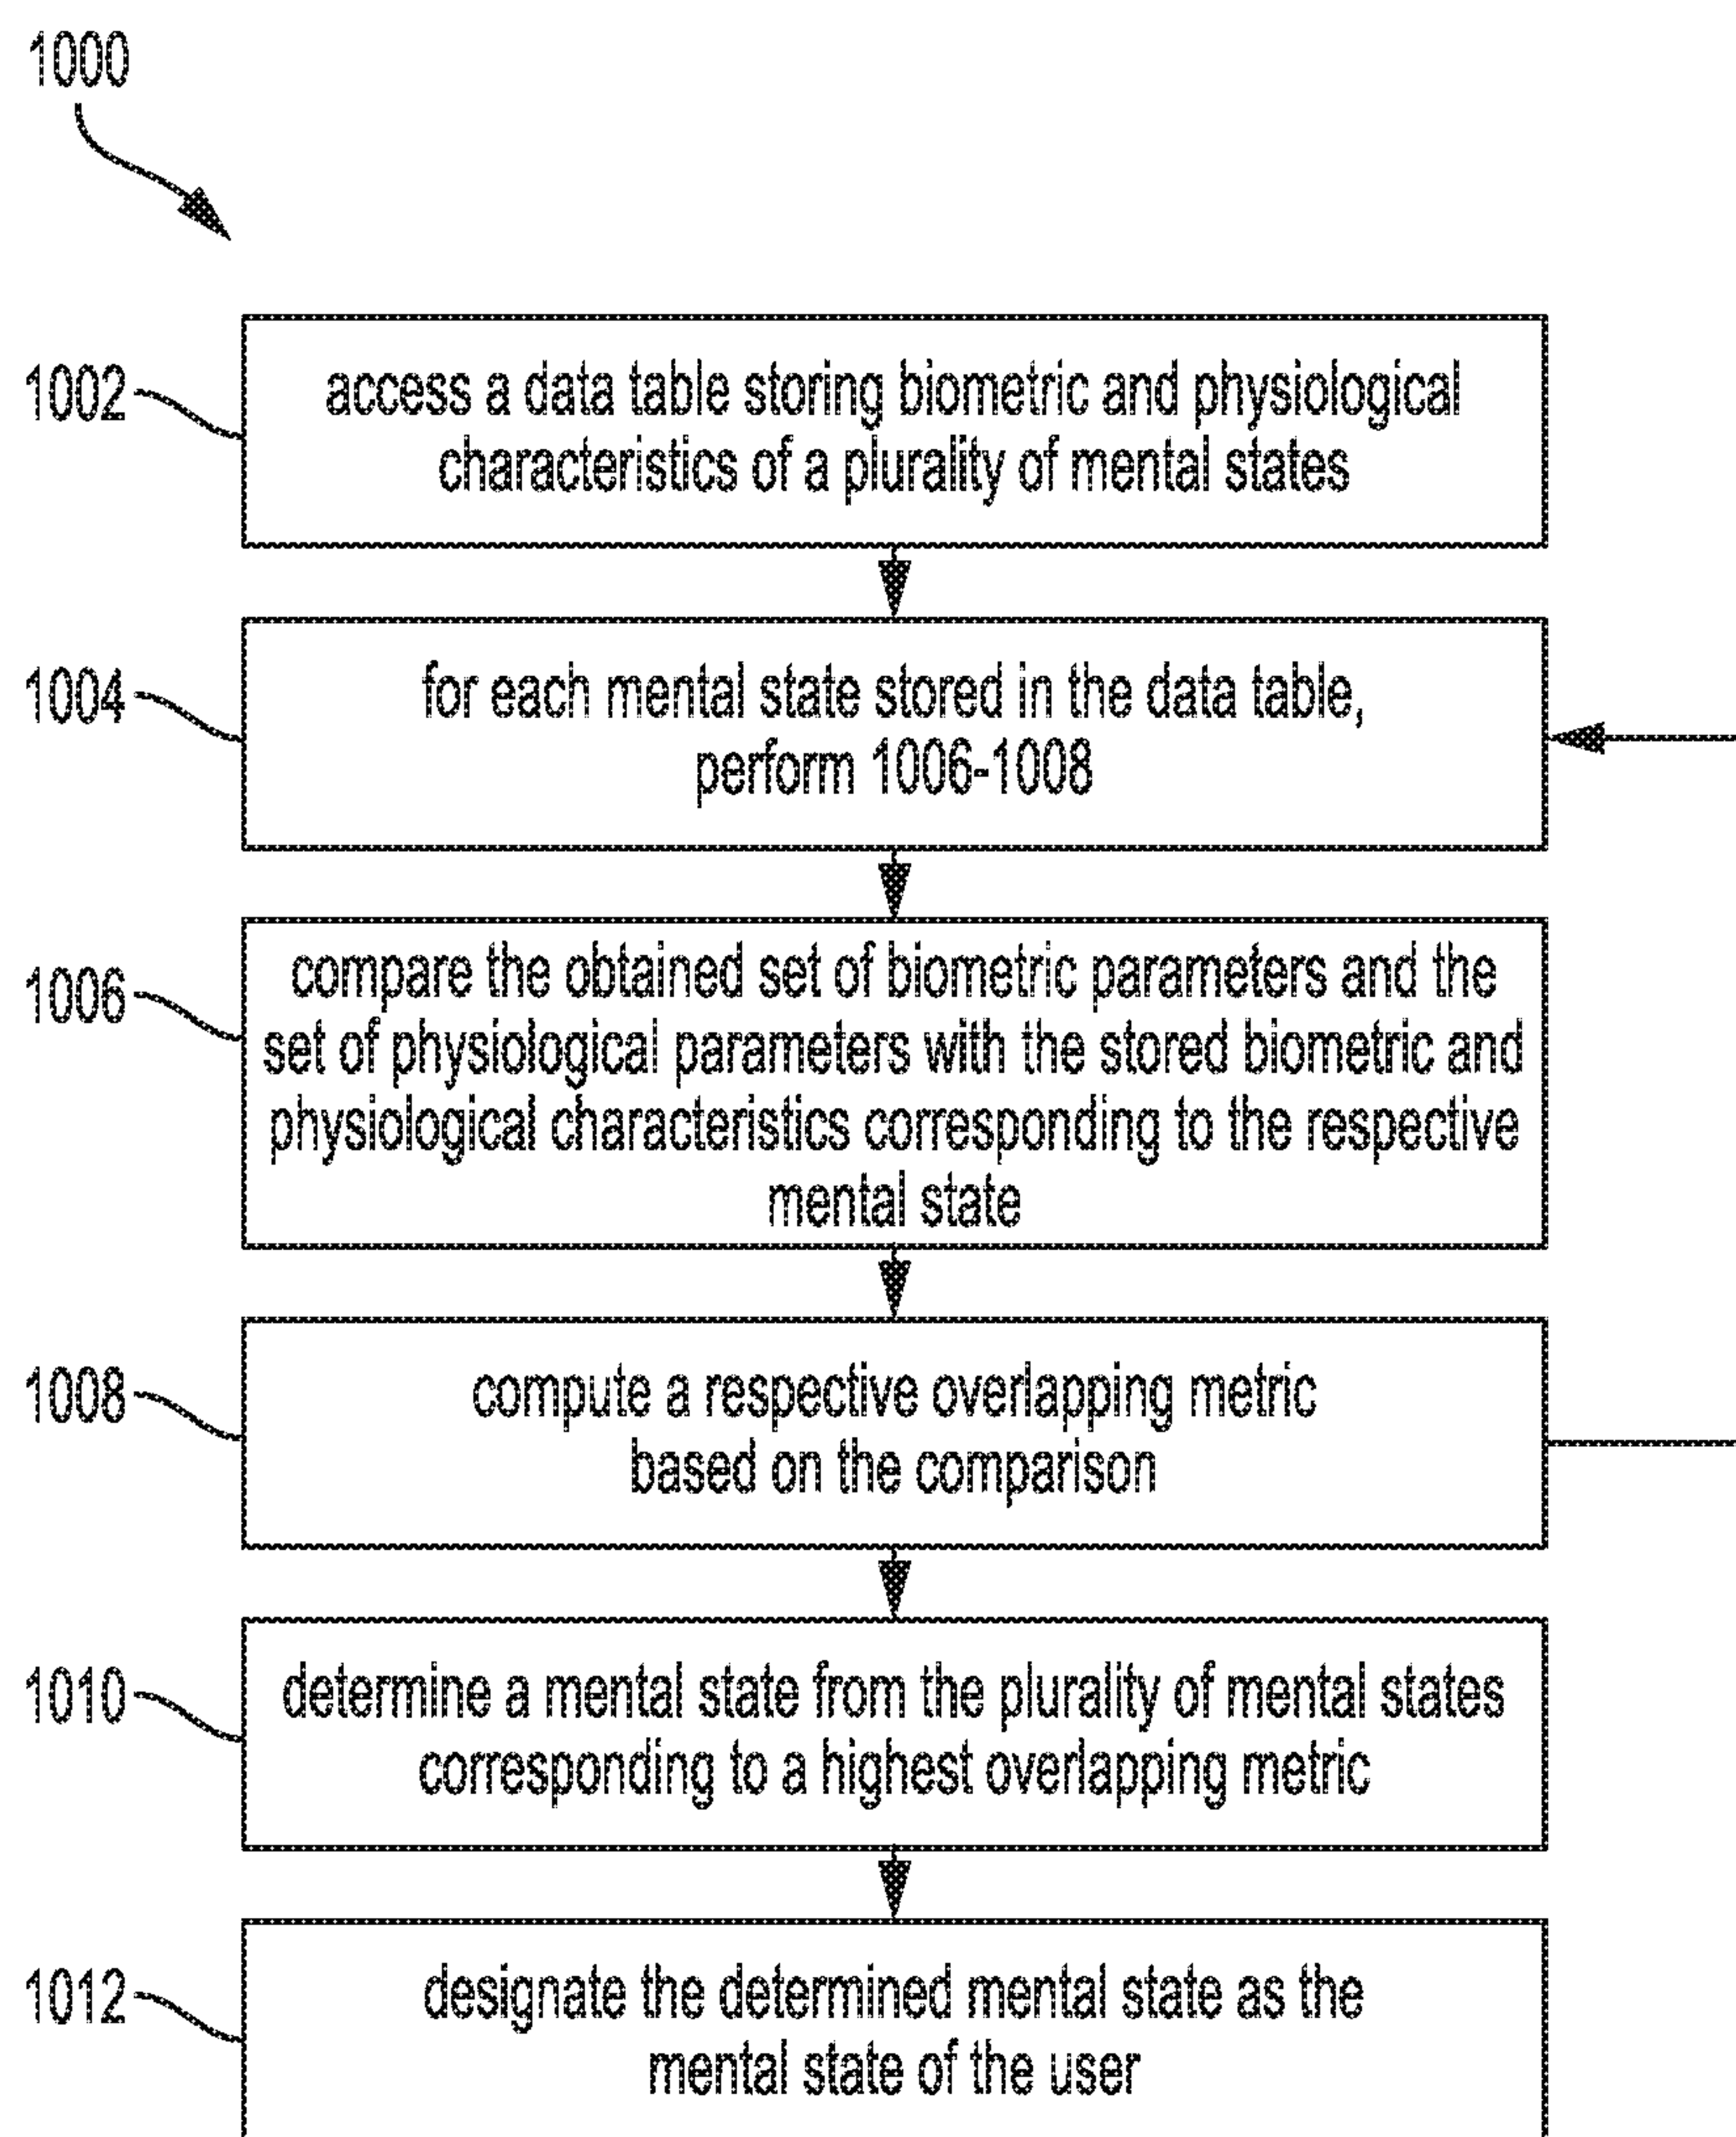 1000
1002
access a data table storing biometric and physiological
characteristics of a plurality of mental states
1004
for each mental state stored in the data table,
perform 1006-1008
1006
compare the obtained set of biometric parameters and the
set of physiological parameters with the stored biometric and
physiological characteristics corresponding to the respective
mental state
1008
compute a respective overlapping metric
based on the comparison
1010
determine a mental state from the plurality of mental states
corresponding to a highest overlapping metric
1012
designate the determined mental state as the
mental state of the user